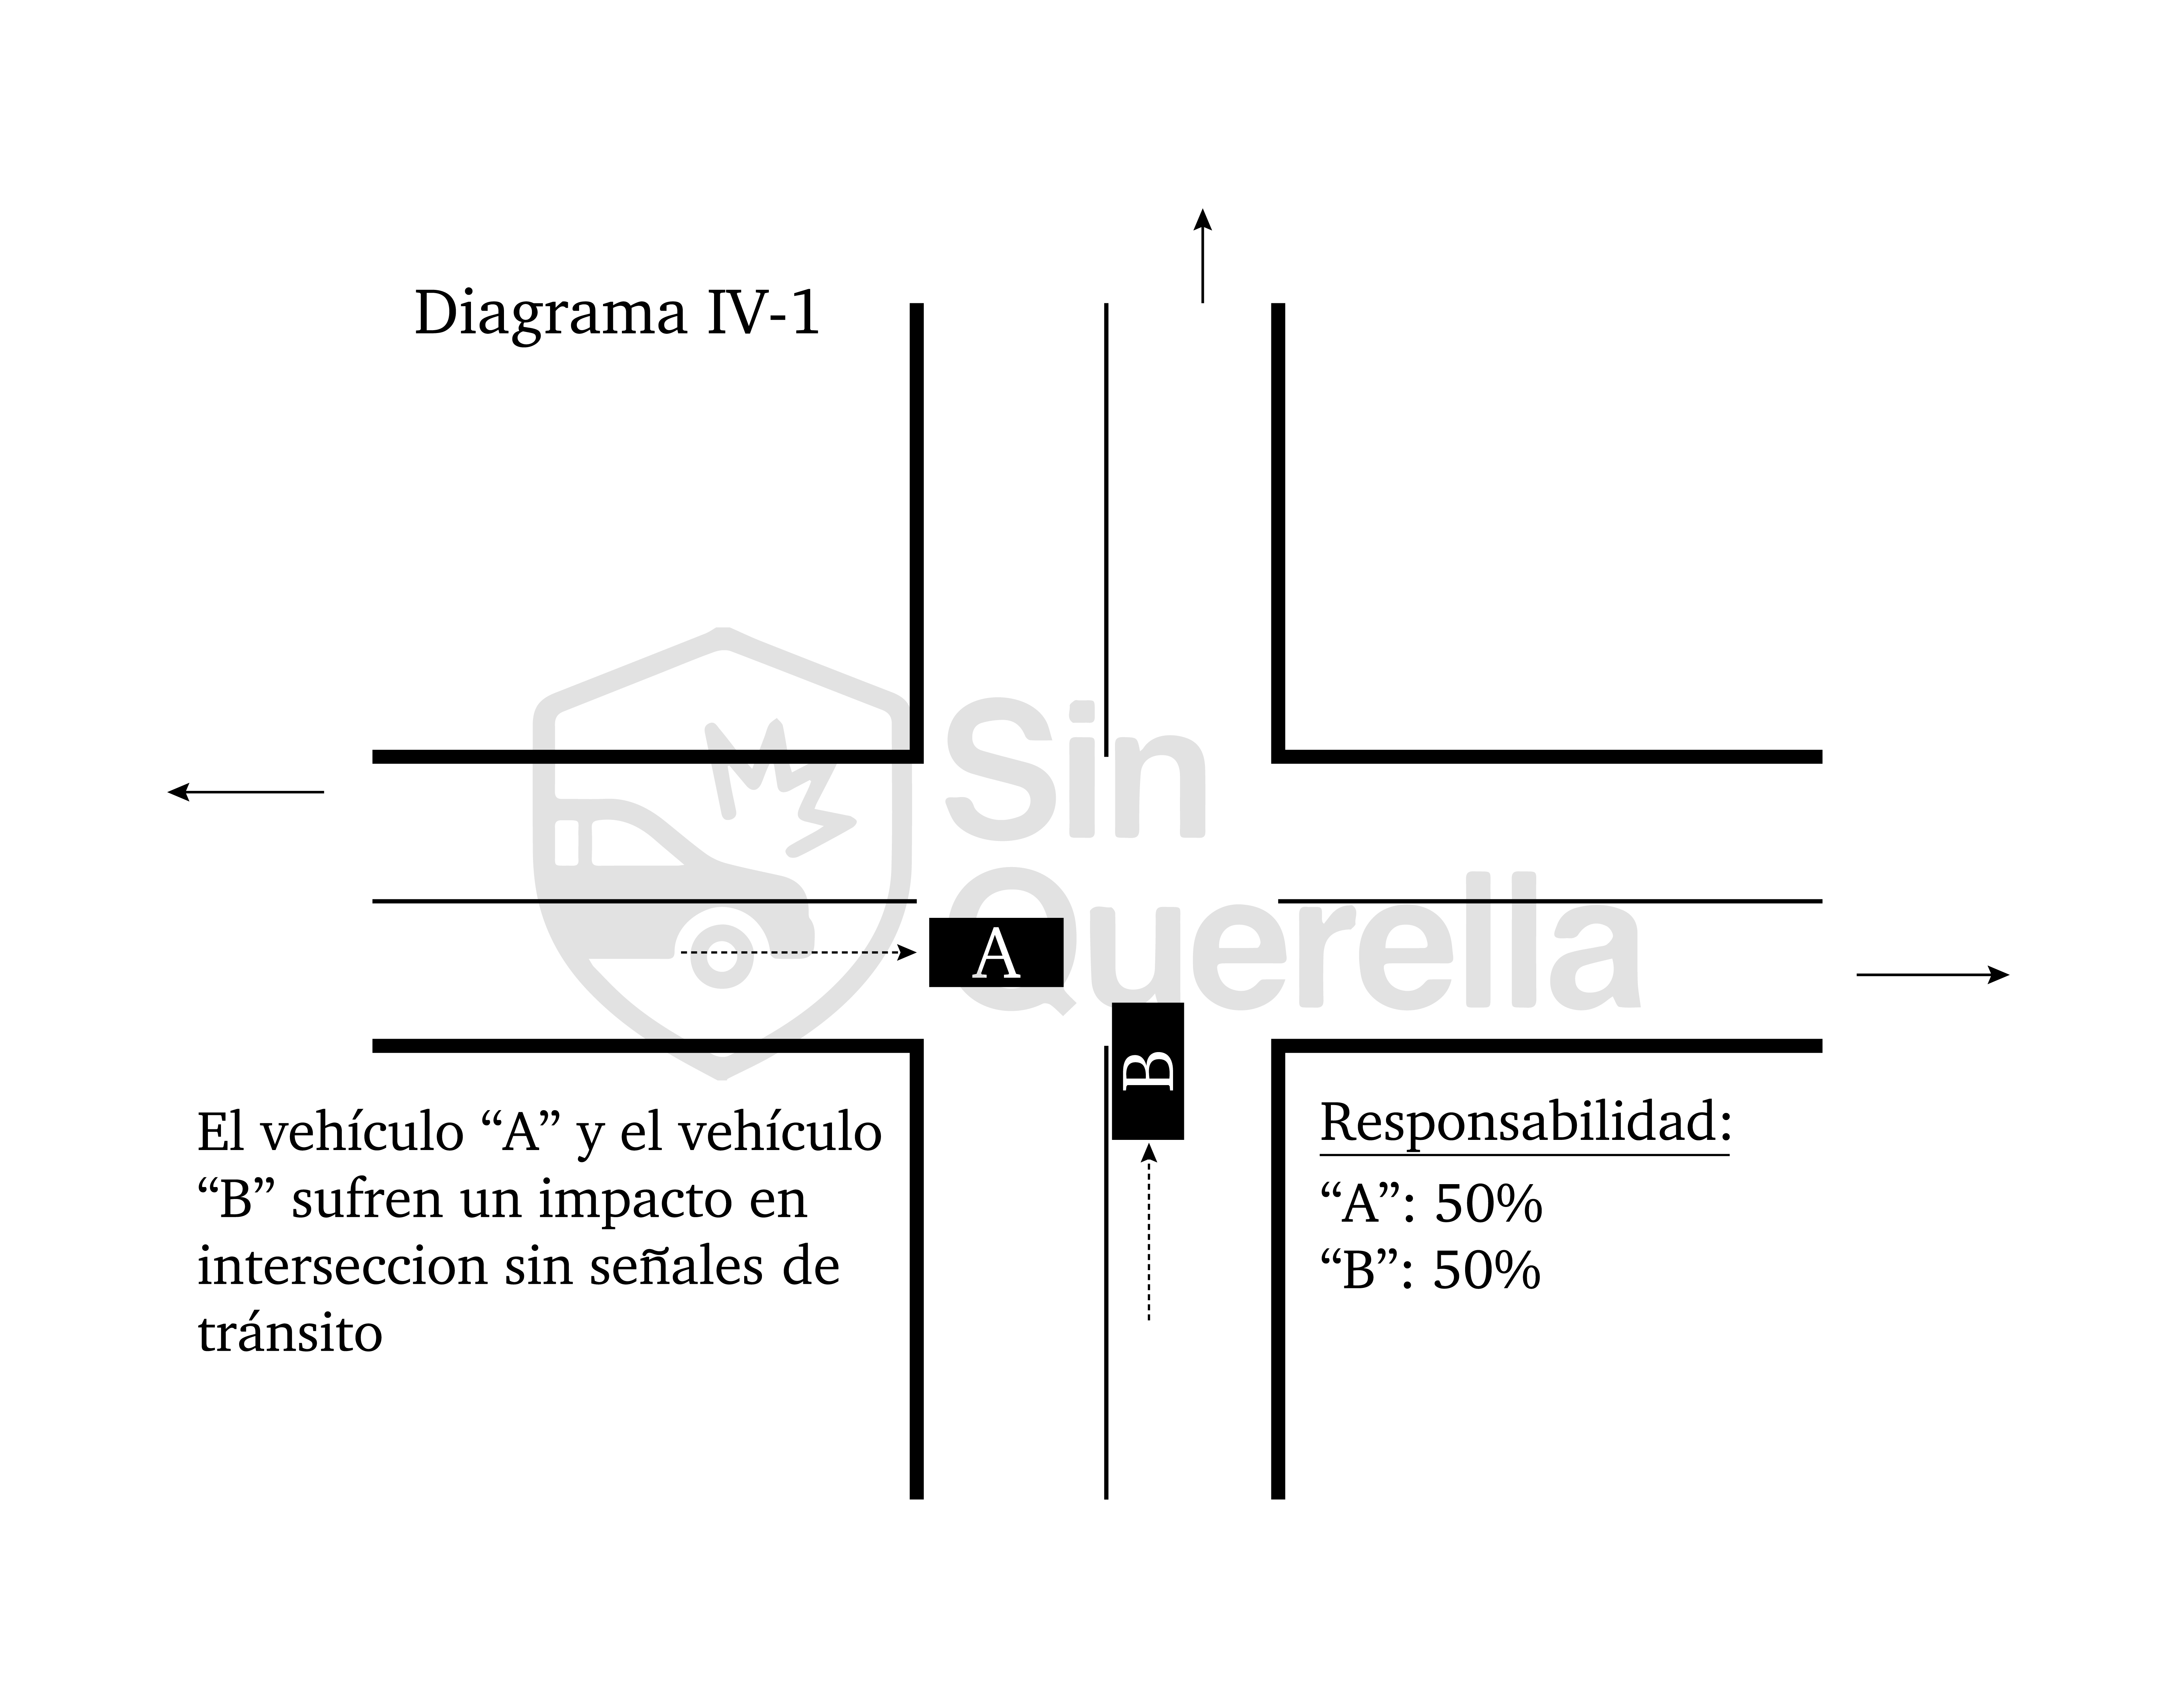 Diagrama IV-1
Sin
Querella
A
B
El vehículo “A” y el vehículo
“B” sufren un impacto en
interseccion sin señales de
tránsito
Responsabilidad:
“A”: 50%
“B”: 50%